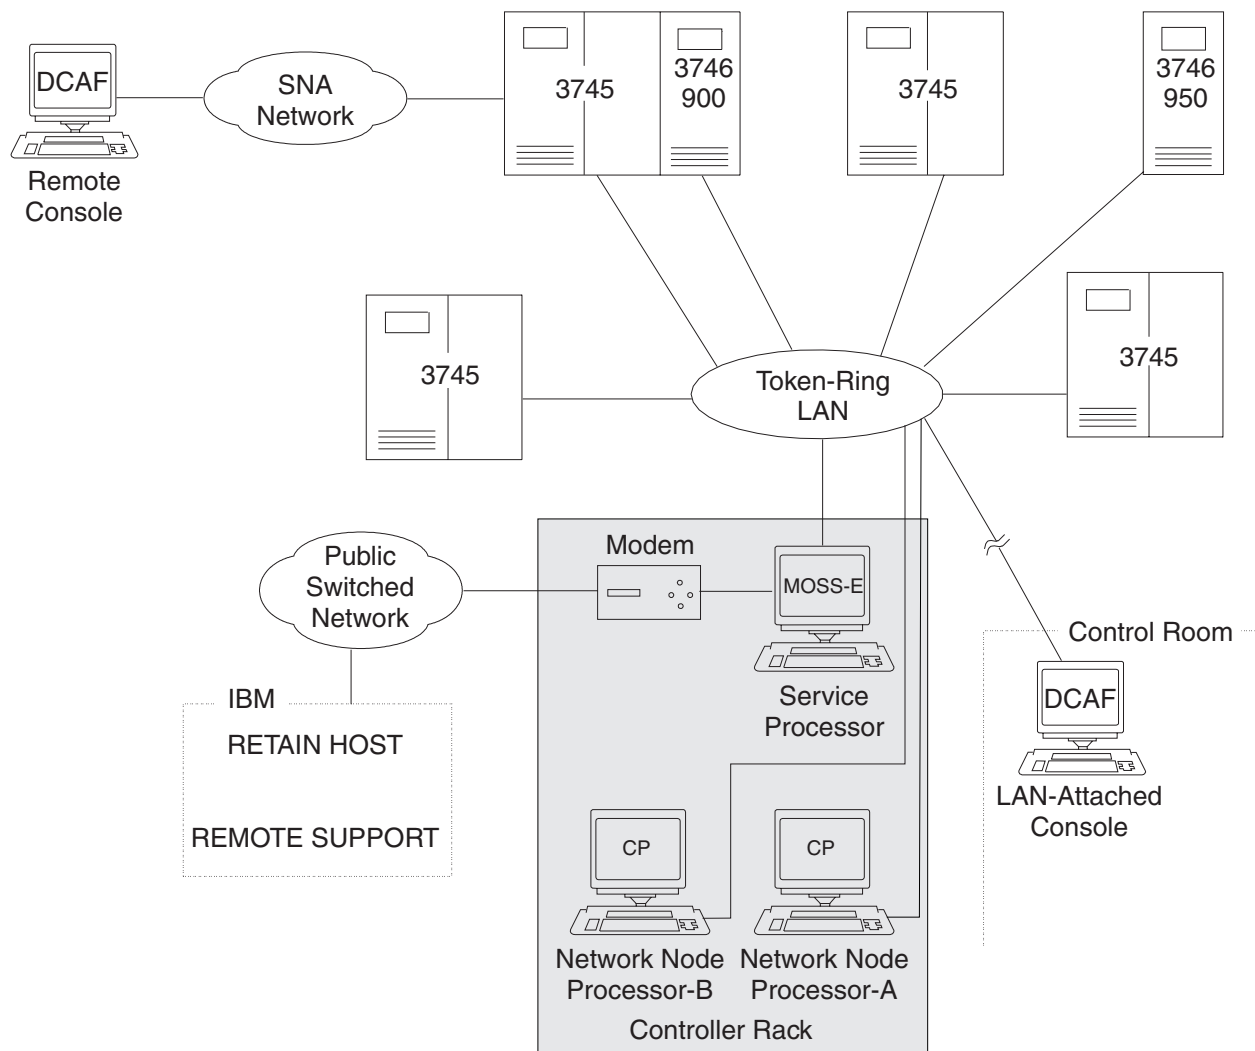 DCAF
Remote
Console
SNA
Network
3745
3746
900
3745
3746
950
3745
Token-Ring
LAN
3745
Public
Switched
Network
Modem
MOSS-E
Service
Processor
Control Room
DCAF
LAN-Attached
Console
IBM
RETAIN HOST
REMOTE SUPPORT
CP
Network Node
Processor-B
CP
Network Node
Processor-A
Controller Rack